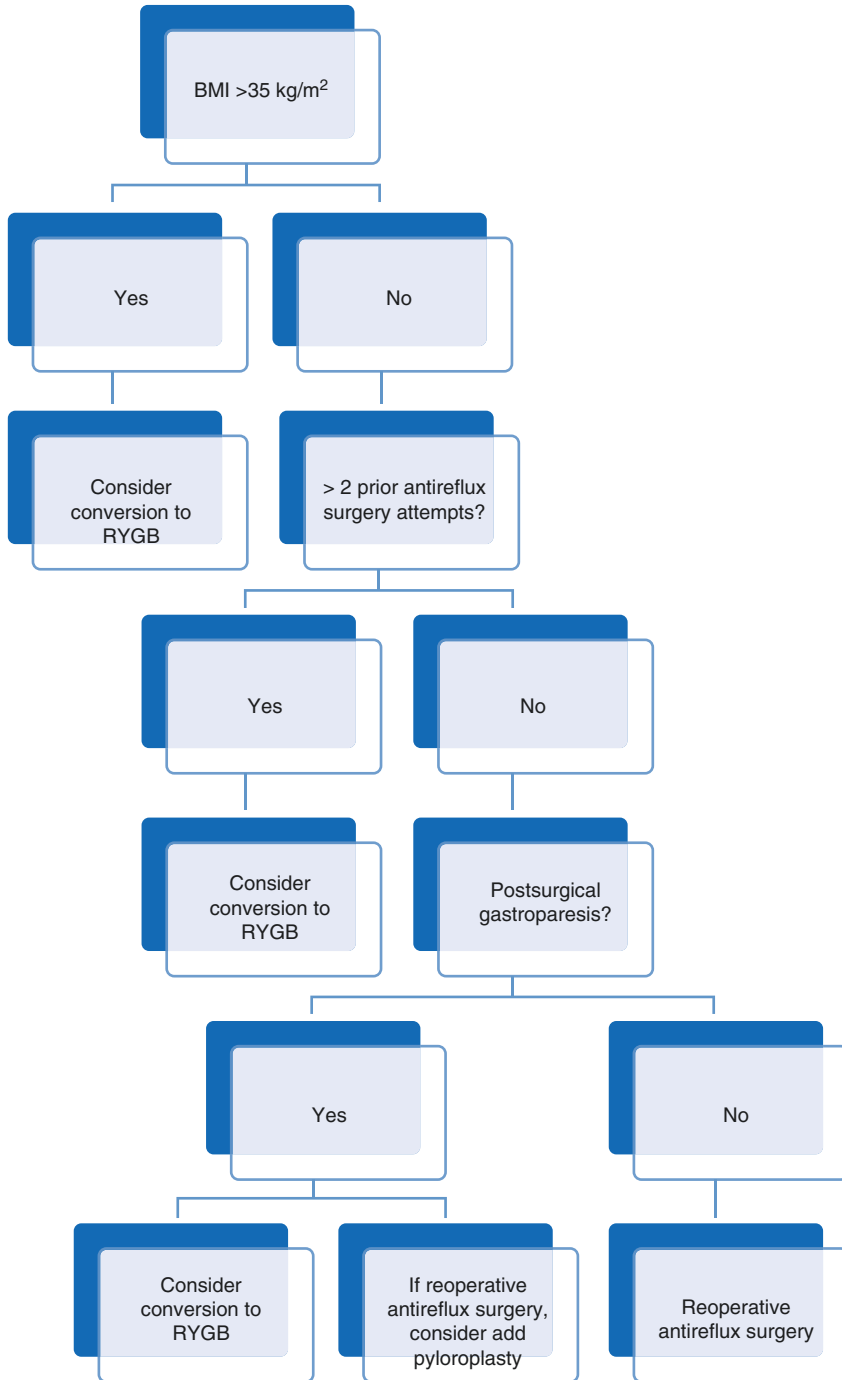 BMI >35 kg/m²
Yes
No
Consider
conversion to
RYGB
> 2 prior antireflux
surgery attempts?
Yes
No
Consider
conversion to
RYGB
Postsurgical
gastroparesis?
Yes
No
Consider
conversion to
RYGB
If reoperative
antireflux surgery,
consider add
pyloroplasty
Reoperative
antireflux surgery